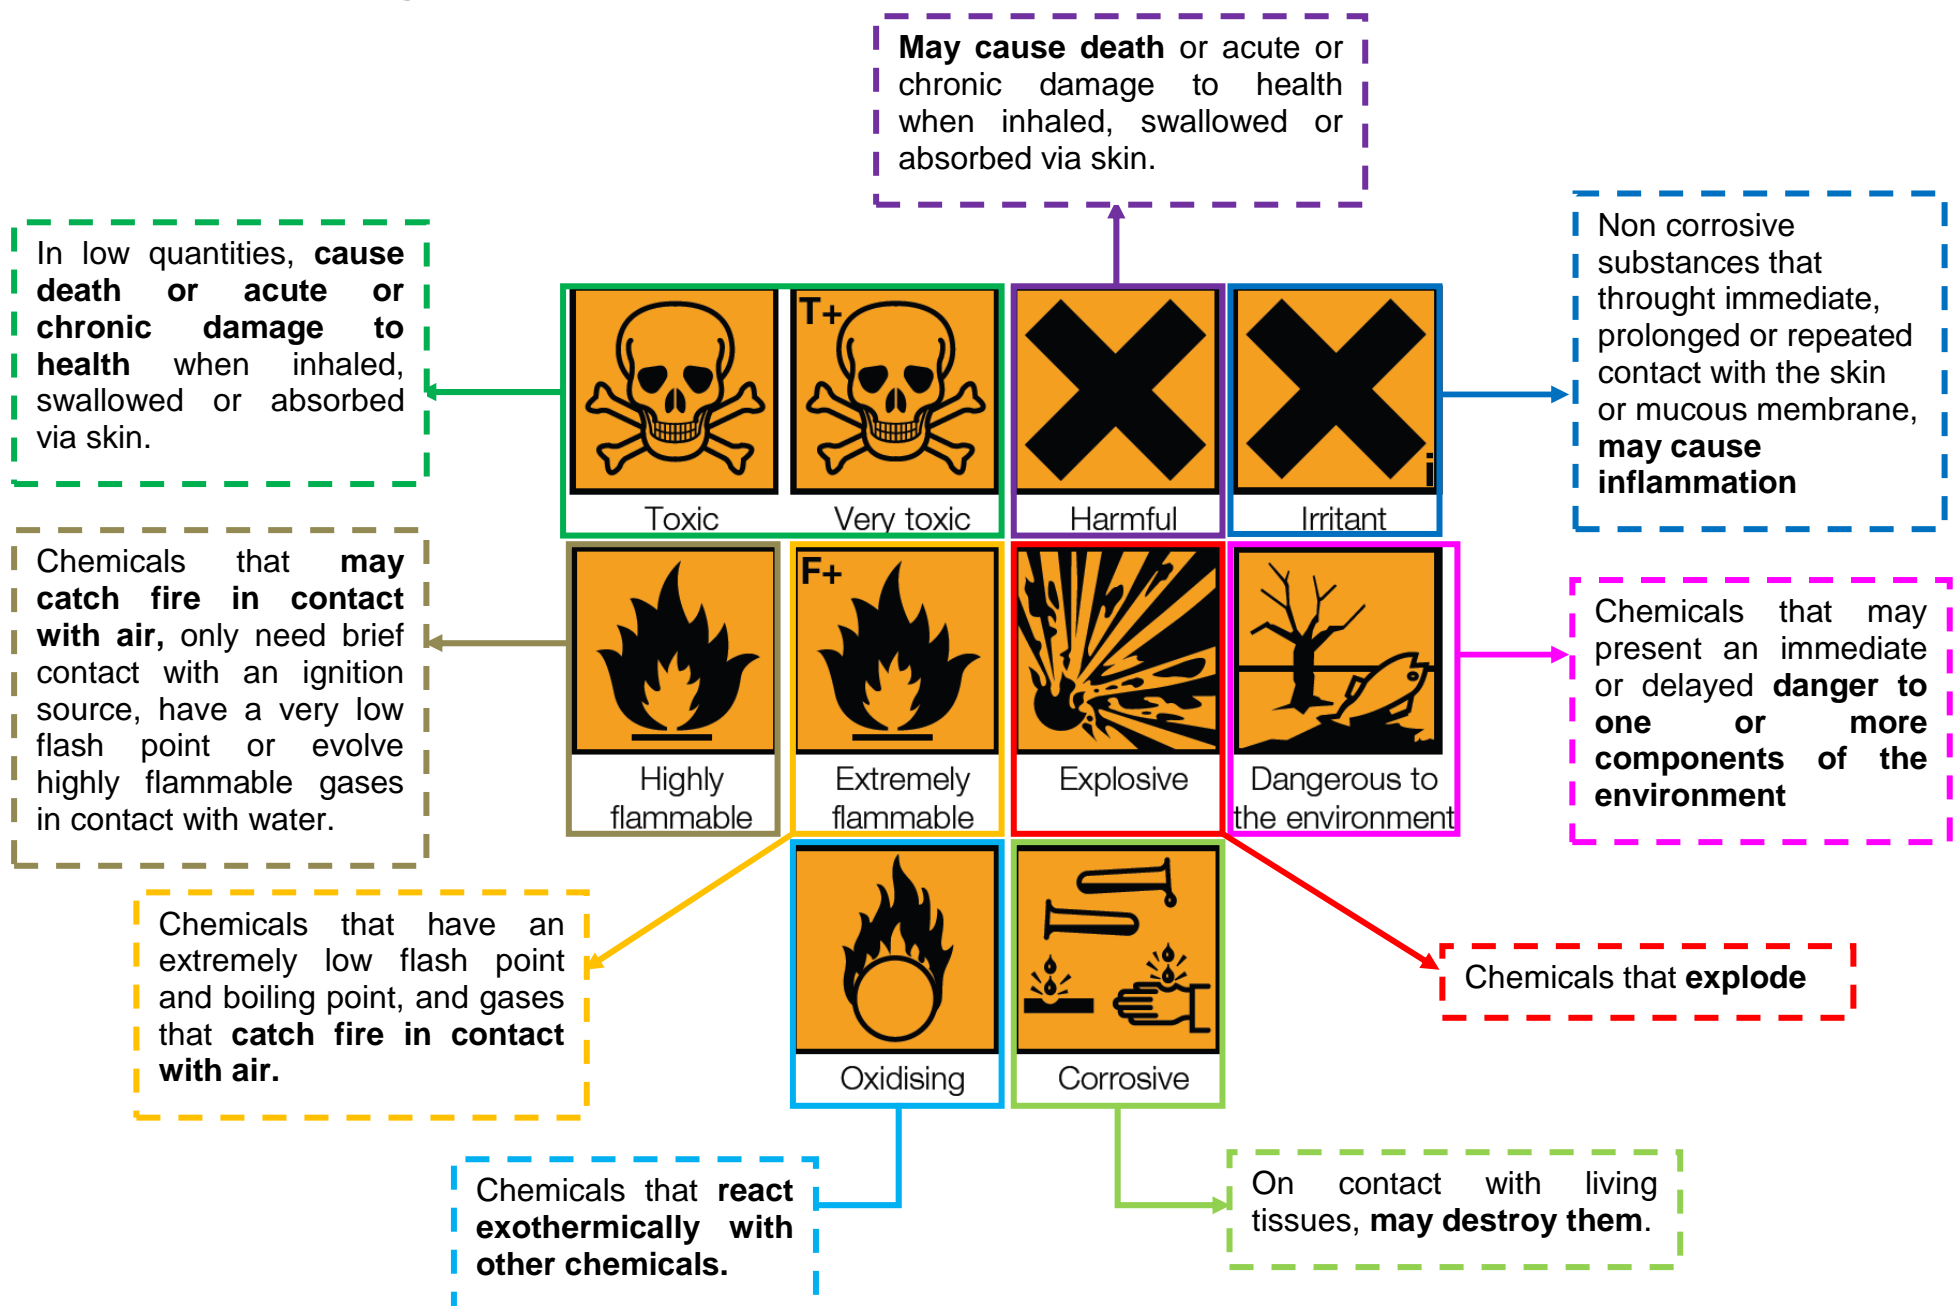 May cause death or acute or
chronic damage to health
when inhaled, swallowed or
absorbed via skin.
In low quantities, cause
death or acute or
chronic damage to
health when inhaled,
swallowed or absorbed
via skin.
Non corrosive
substances that
throught immediate,
prolonged or repeated
contact with the skin
or mucous membrane,
may cause
inflammation
T+
i
Toxic
Very toxic
Harmful
Irritant
Chemicals that may
catch fire in contact
with air, only need brief
contact with an ignition
source, have a very low
flash point or evolve
highly flammable gases
in contact with water.
F+
Highly
flammable
Extremely
flammable
Explosive
Dangerous to
the environment
Chemicals that may
present an immediate
or delayed danger to
one or more
components of the
environment
Chemicals that have an
extremely low flash point
and boiling point, and gases
that catch fire in contact
with air.
Oxidising
Corrosive
Chemicals that explode
Chemicals that react
exothermically with
other chemicals.
On contact with living
tissues, may destroy them.